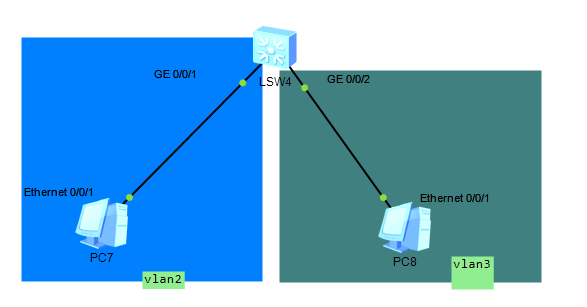 GE 0/0/1
GE 0/0/2
LSW4
Ethernet 0/0/1
Ethernet 0/0/1
PC7
PC8
vlan2
vlan3